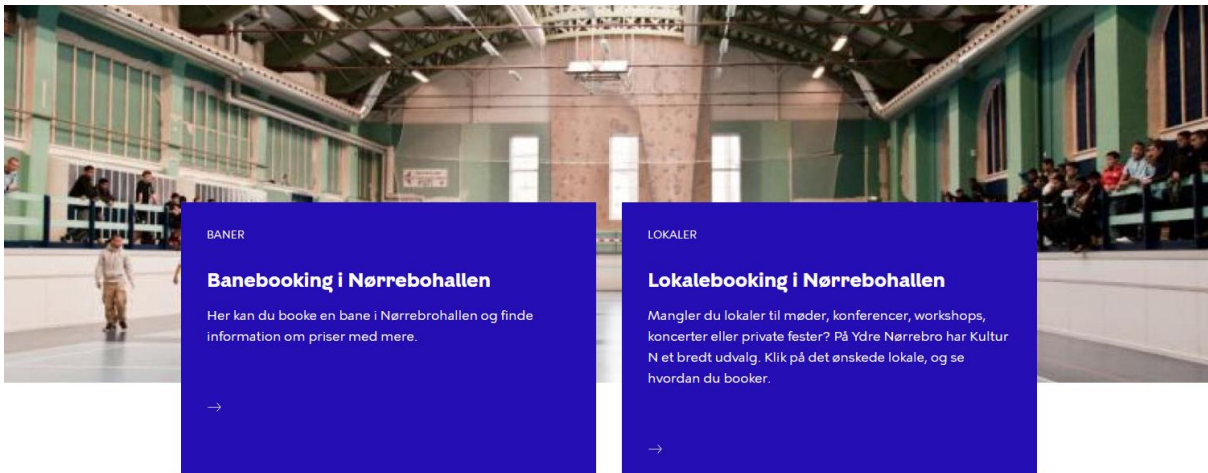 BANER
Banebooking i Nørrebohallen
Her kan du booke en bane i Nørrebrohallen og finde
information om priser med mere.
LOKALER
Lokalebooking i Nørrebohallen
Mangler du lokaler til møder, konferencer, workshops,
koncerter eller private fester? På Ydre Nørrebro har Kultur
N et bredt udvalg. Klik på det ønskede lokale, og se
hvordan du booker.